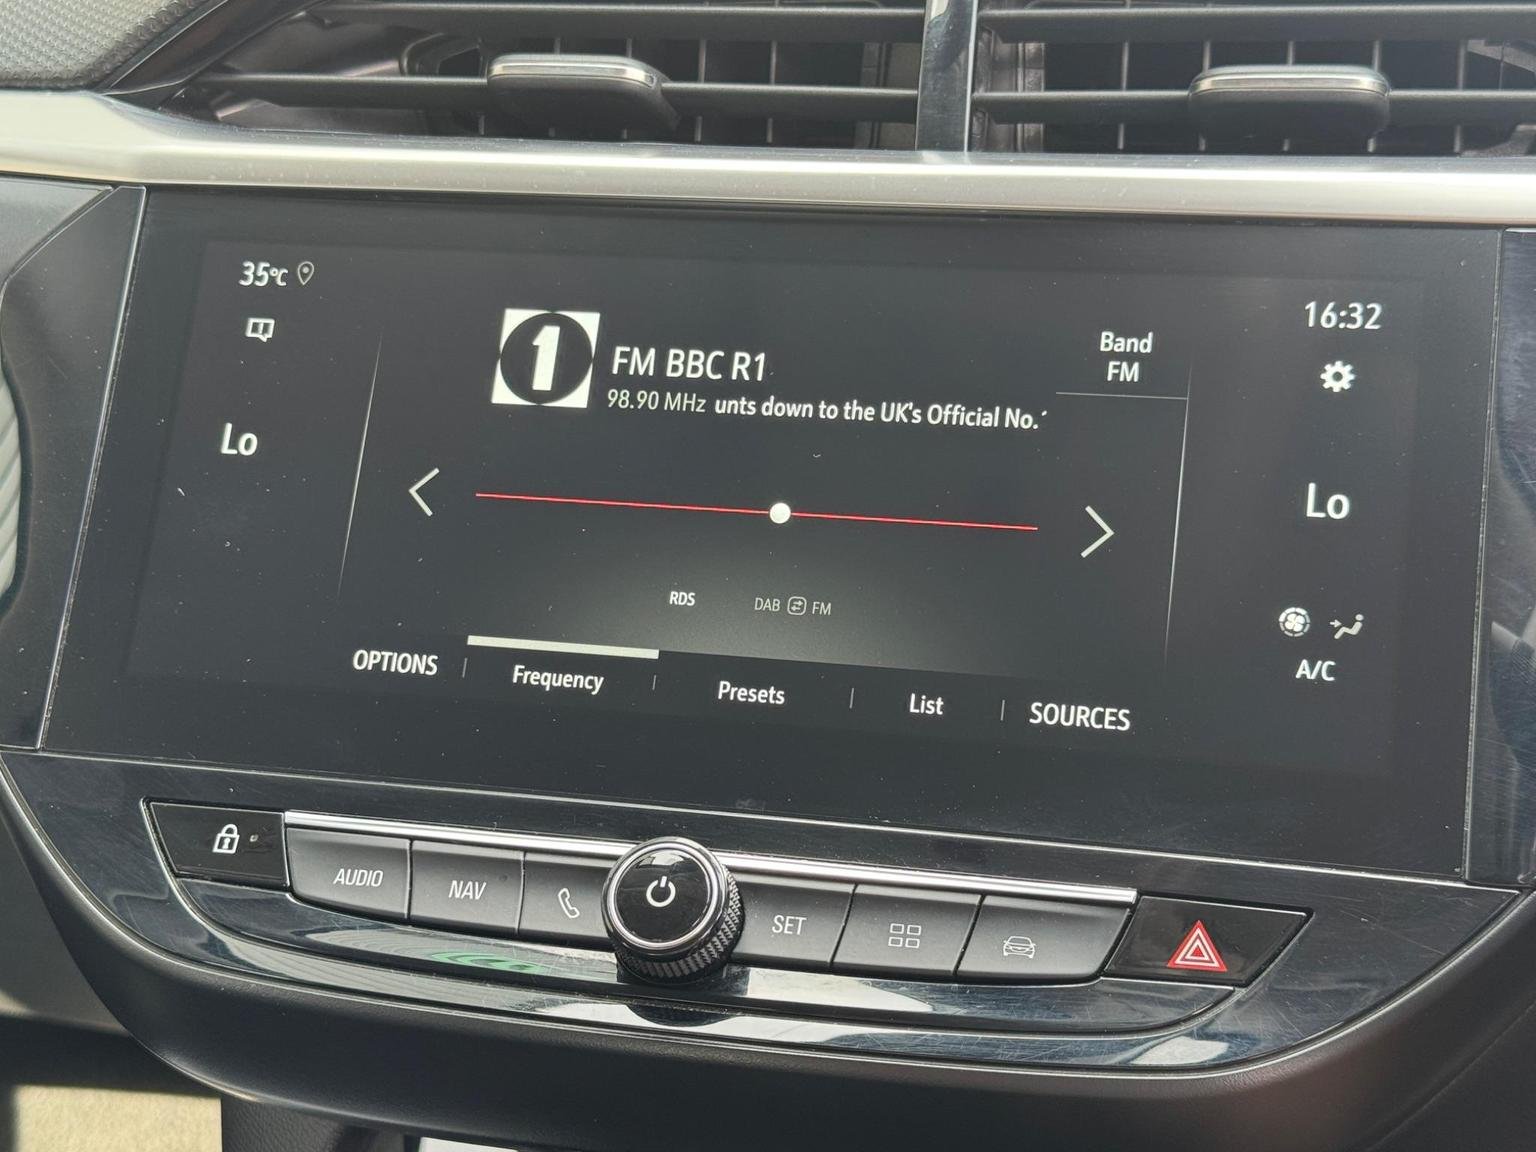 35°C
16:32
1
FM BBC R1
98.90 MHz unts down to the UK's Official No.
Band
FM
Lo
Lo
RDS
DAB FM
A/C
OPTIONS
Frequency
Presets
List
SOURCES
AUDIO
NAV
SET